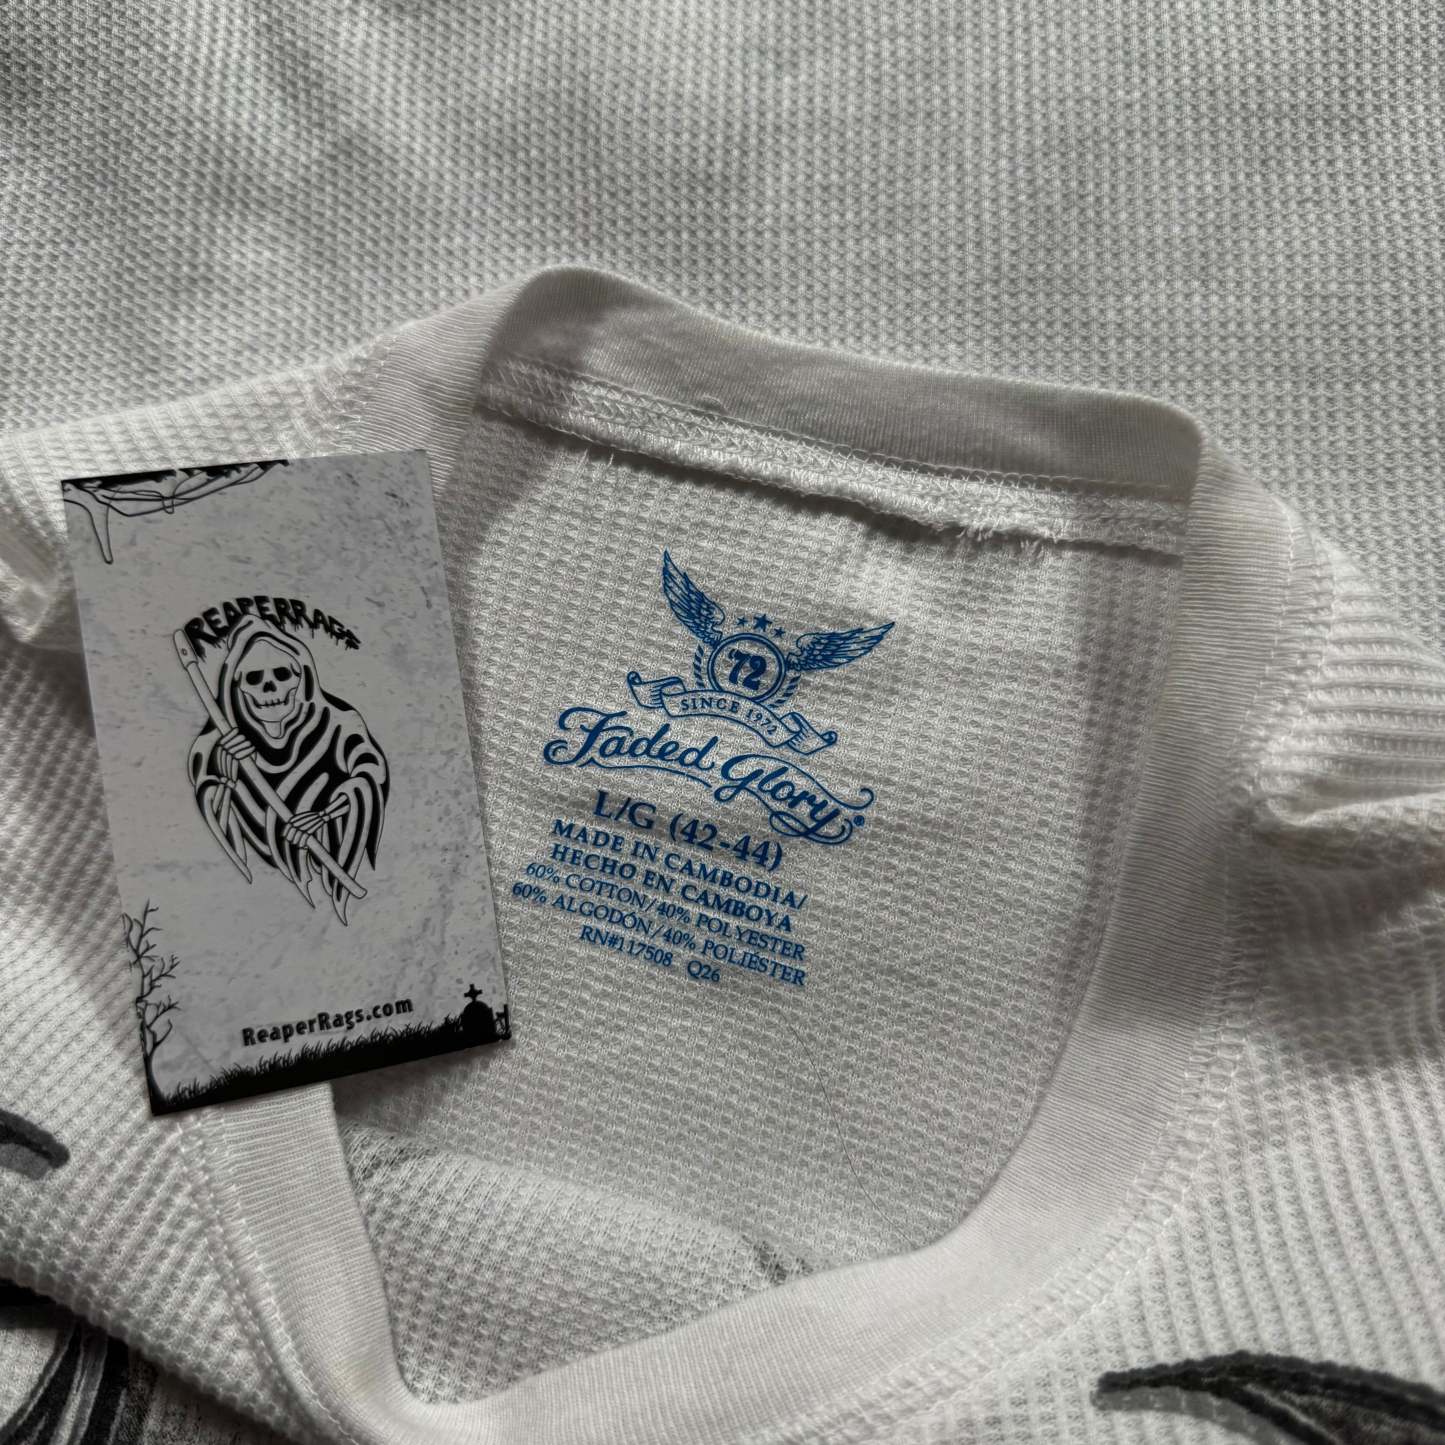 REAPERRAGS
ReaperRags.com
'72
SINCE 1972
Faded Glory®
L/G (42-44)
MADE IN CAMBODIA/
HECHO EN CAMBOYA
60% COTTON/40% POLYESTER
60% ALGODÓN/40% POLIÉSTER
RN#117508 Q26